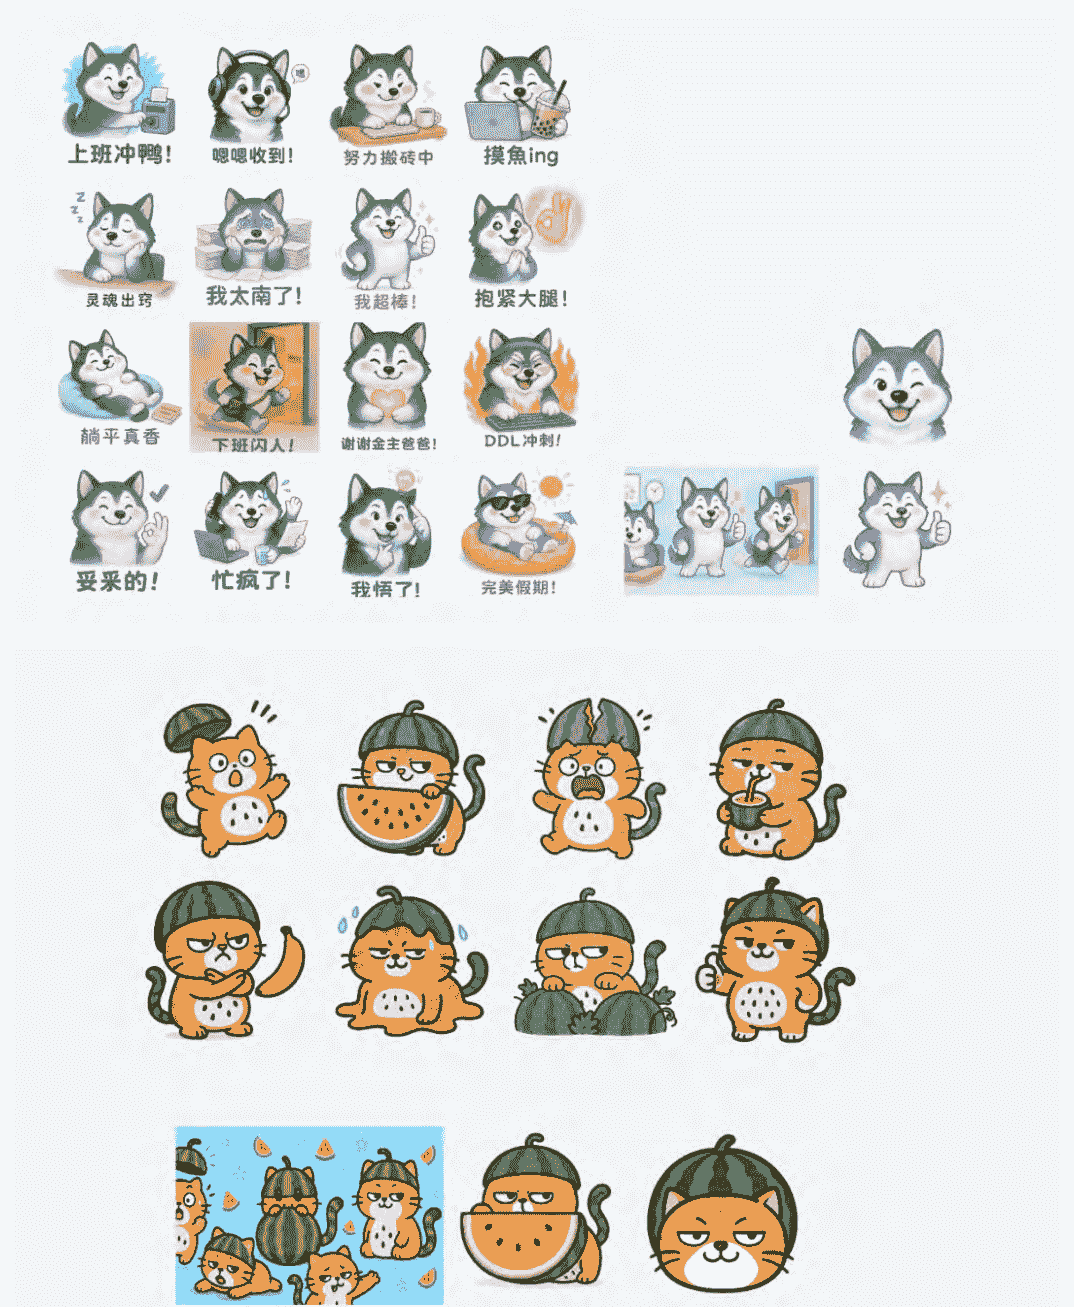 上班冲鸭!
嗯
嗯嗯收到!
努力搬砖中
摸魚ing
z
z
z
灵魂出窍
我太南了!
我超棒!
抱紧大腿!
躺平真香
下班闪人!
谢谢金主爸爸!
DDL冲刺!
妥采的!
忙疯了!
我悟了!
完美假期!